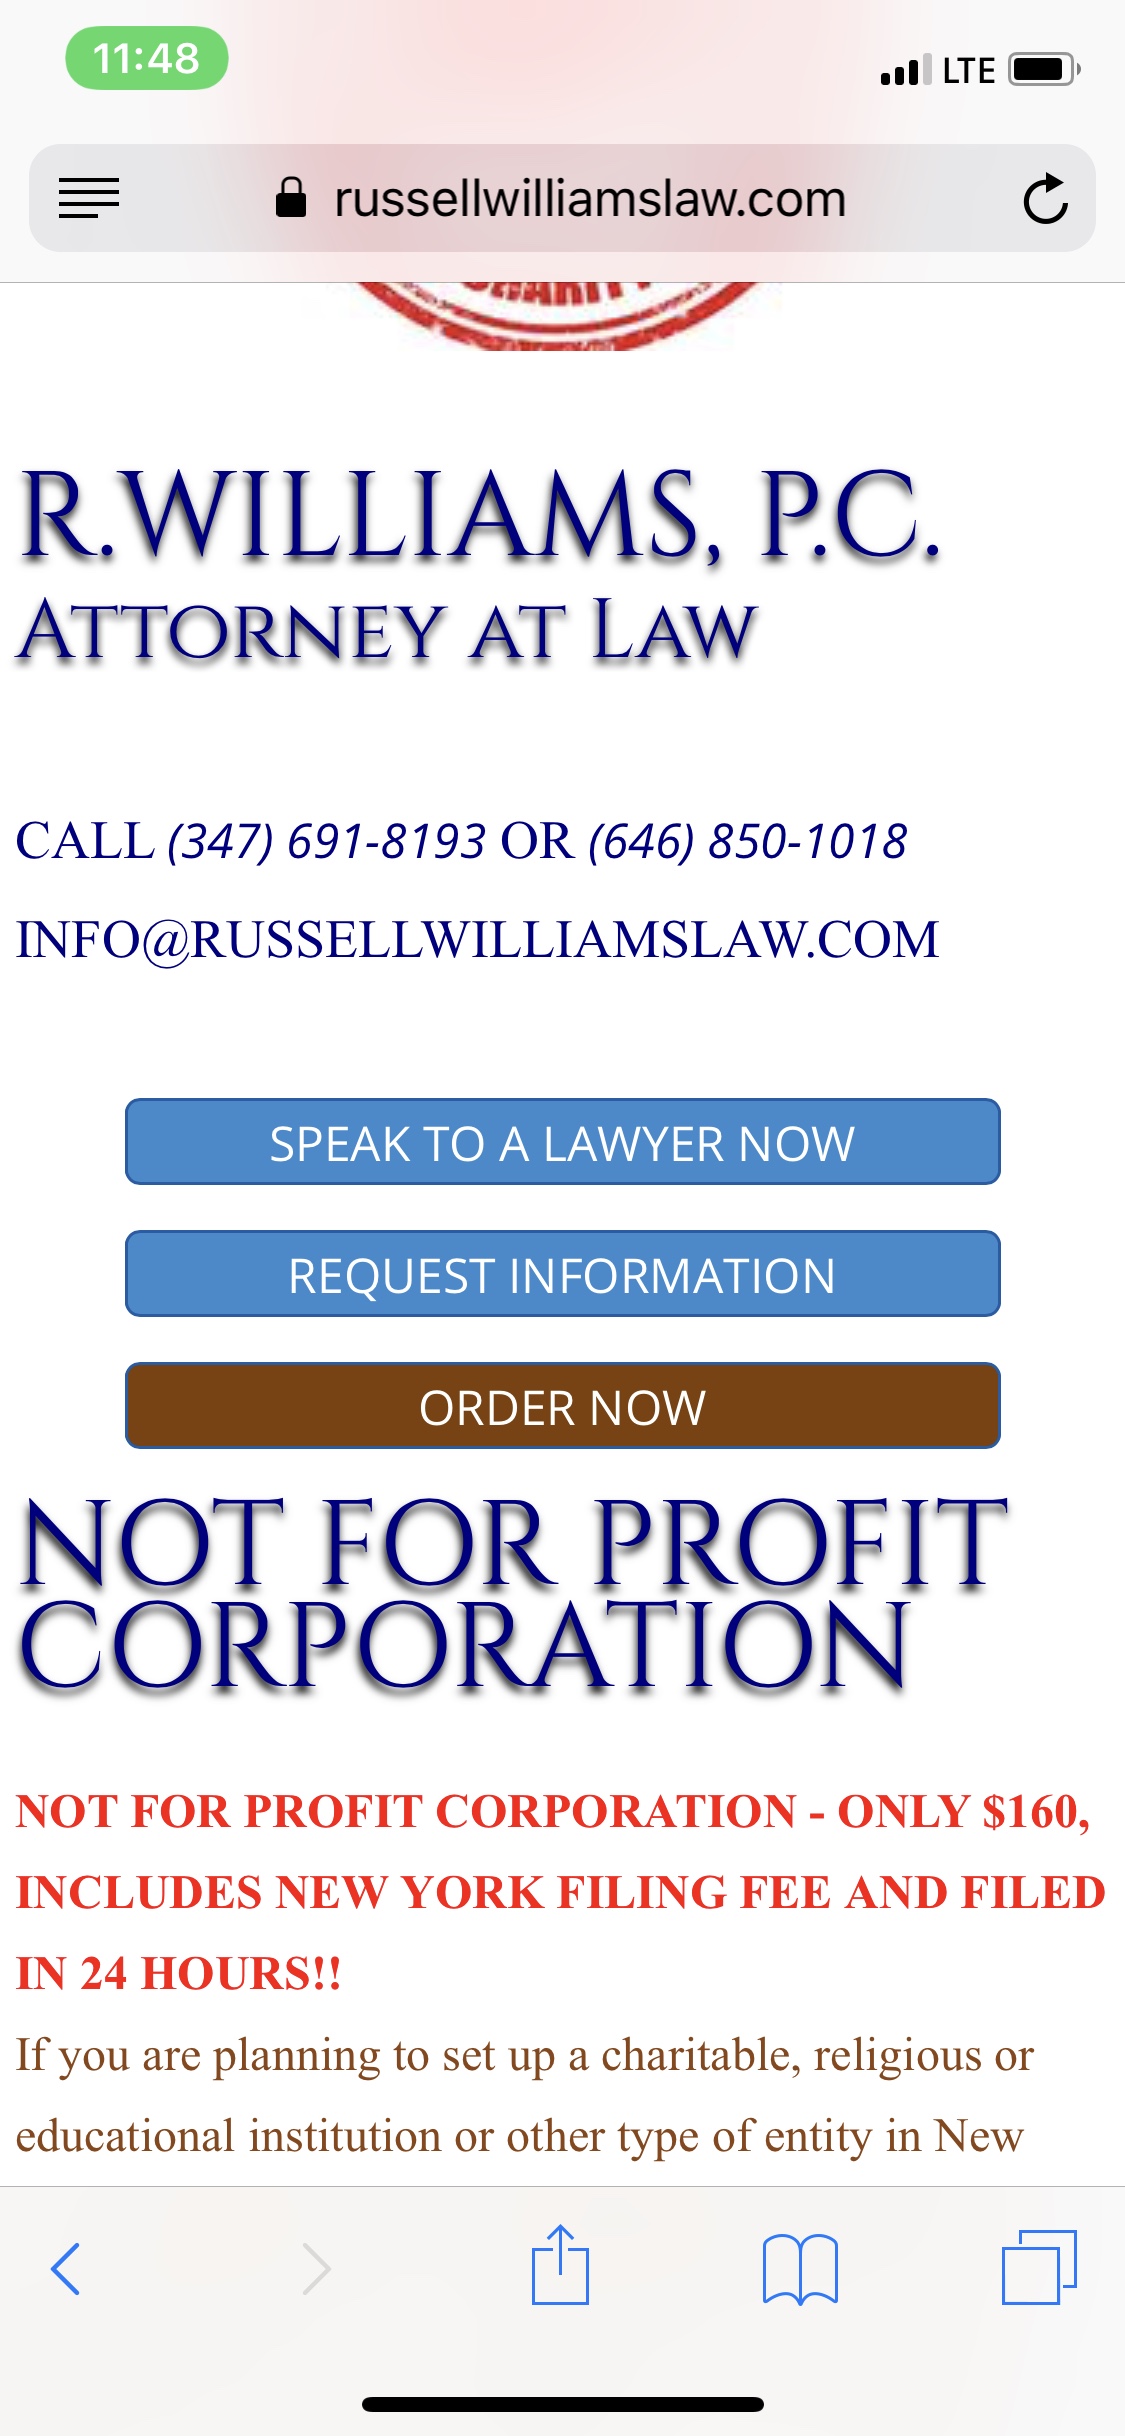 11:48
LTE
russellwilliamslaw.com
R.WILLIAMS, P.C.
ATTORNEY AT LAW
CALL (347) 691-8193 OR (646) 850-1018
INFO@RUSSELLWILLIAMSLAW.COM
SPEAK TO A LAWYER NOW
REQUEST INFORMATION
ORDER NOW
NOT FOR PROFIT
CORPORATION
NOT FOR PROFIT CORPORATION - ONLY $160,
INCLUDES NEW YORK FILING FEE AND FILED
IN 24 HOURS!!
If you are planning to set up a charitable, religious or
educational institution or other type of entity in New